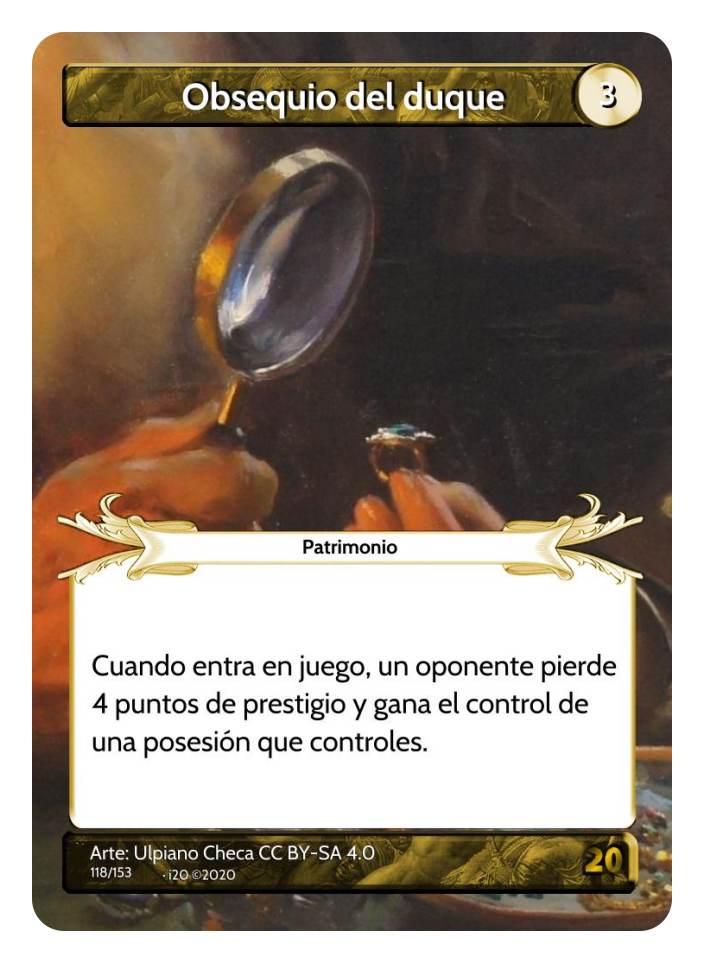 Obsequio del duque
3
Patrimonio
Cuando entra en juego, un oponente pierde
4 puntos de prestigio y gana el control de
una posesión que controles.
Arte: Ulpiano Checa CC BY-SA 4.0
118/153 · i20 ©2020
20